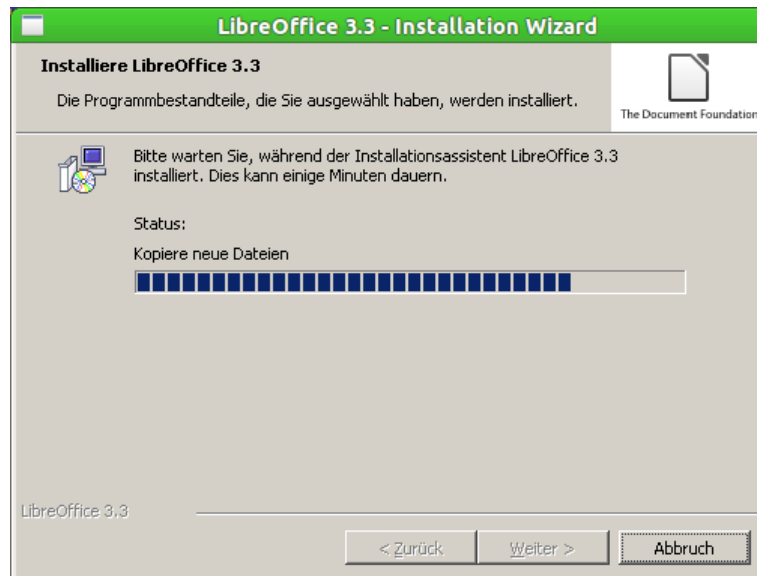 LibreOffice 3.3 - Installation Wizard
Installiere LibreOffice 3.3
Die Programmbestandteile, die Sie ausgewählt haben, werden installiert.
The Document Foundation
Bitte warten Sie, während der Installationsassistent LibreOffice 3.3
installiert. Dies kann einige Minuten dauern.
Status:
Kopiere neue Dateien
LibreOffice 3.3
< Zurück
Weiter >
Abbruch